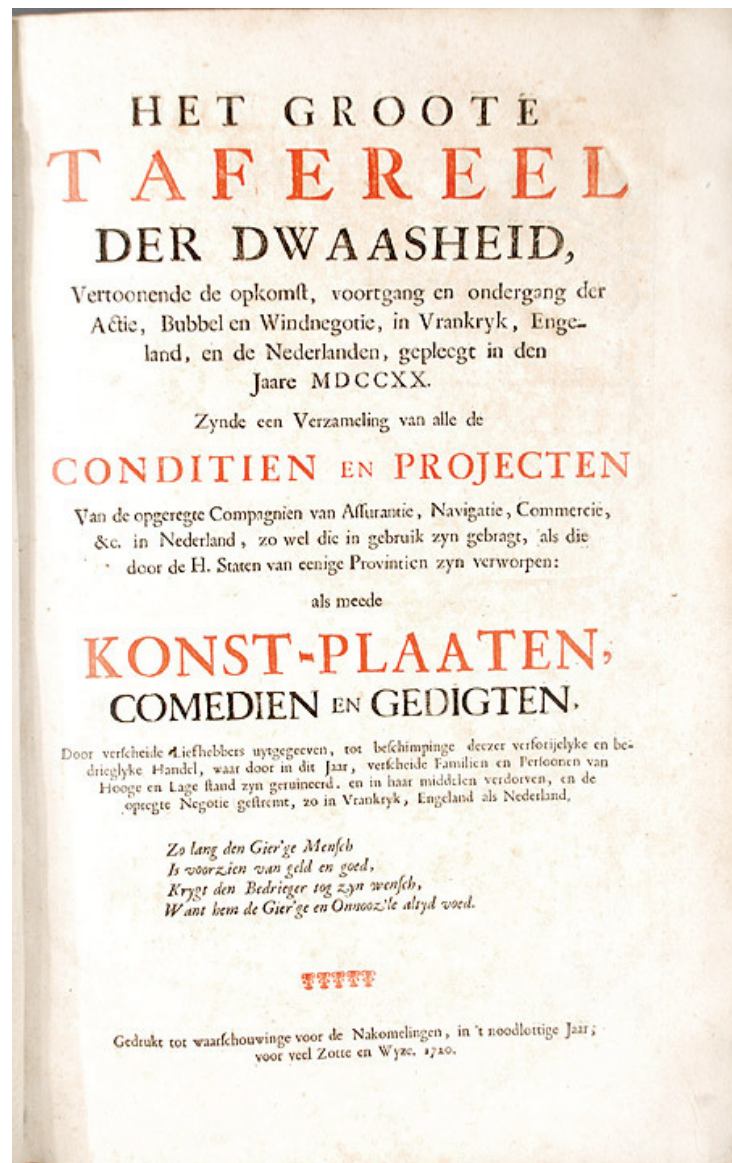 HET GROOTE
TAFEREEL
DER DWAASHEID,
Vertoonende de opkomſt, voortgang en ondergang der
Actie, Bubbel en Windnegotie, in Vrankryk, Enge-
land, en de Nederlanden, gepleegt in den
Jaare MDCCXX.
Zynde een Verzameling van alle de
CONDITIEN EN PROJECTEN
Van de opgeregte Compagnien van Aſſurantie, Navigatie, Commercie,
&c. in Nederland, zo wel die in gebruik zyn gebragt, als die
door de H. Staten van eenige Provintien zyn verworpen:
als meede
KONST-PLAATEN,
COMEDIEN EN GEDIGTEN,
Door verſcheide Liefhebbers uytgegeeven, tot beſchimpinge deezer verfoeijelyke en be-
drieglyke Handel, waar door in dit Jaar, verſcheide Familien en Perſoonen van
Hooge en Lage ſtand zyn geruineerd, en in haar middelen verdorven, en de
opregte Negotie geſtremt, zo in Vrankryk, Engeland als Nederland.
Zo lang den Gier'ge Menſch
Is voorzien van geld en goed,
Krygt den Bedrieger tog zyn wenſch,
Want hem de Gier'ge en Onnooz'le altyd voed.
Gedrukt tot waarſchouwinge voor de Nakomelingen, in 't noodlottige Jaar,
voor veel Zotte en Wyze. 1720.